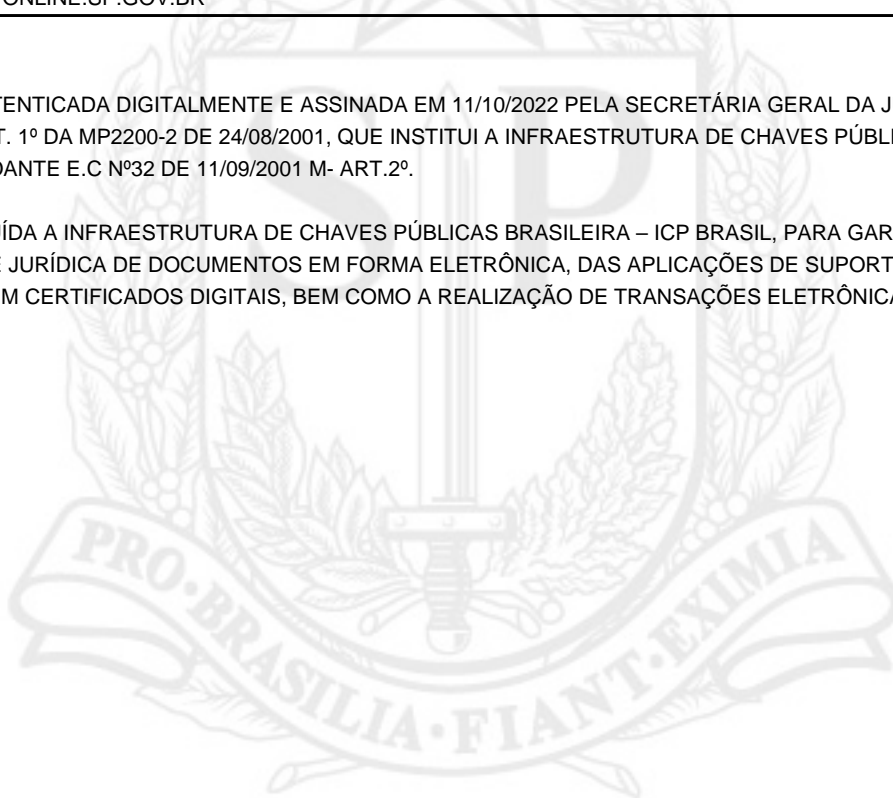 ONLINE.SP.GOV.BR
TENTICADA DIGITALMENTE E ASSINADA EM 11/10/2022 PELA SECRETÁRIA GERAL DA J
T. 1º DA MP2200-2 DE 24/08/2001, QUE INSTITUI A INFRAESTRUTURA DE CHAVES PÚBL
DANTE E.C Nº32 DE 11/09/2001 M- ART.2º.
UÍDA A INFRAESTRUTURA DE CHAVES PÚBLICAS BRASILEIRA – ICP BRASIL, PARA GAR
E JURÍDICA DE DOCUMENTOS EM FORMA ELETRÔNICA, DAS APLICAÇÕES DE SUPORT
M CERTIFICADOS DIGITAIS, BEM COMO A REALIZAÇÃO DE TRANSAÇÕES ELETRÔNICA
SP
PRO·BRASILIA·FIANT·EXIMIA